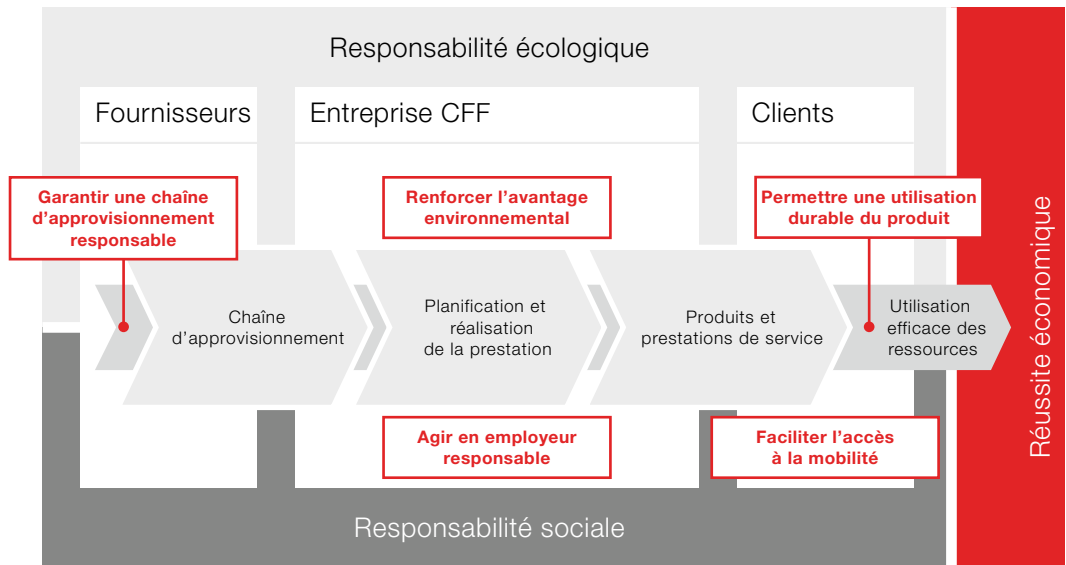 Responsabilité écologique
Fournisseurs
Entreprise CFF
Clients
Garantir une chaîne
d’approvisionnement
responsable
Renforcer l’avantage
environnemental
Permettre une utilisation
durable du produit
Chaîne
d’approvisionnement
Planification et
réalisation
de la prestation
Produits et
prestations de service
Utilisation
efficace des
ressources
Agir en employeur
responsable
Faciliter l’accès
à la mobilité
Responsabilité sociale
Réussite économique